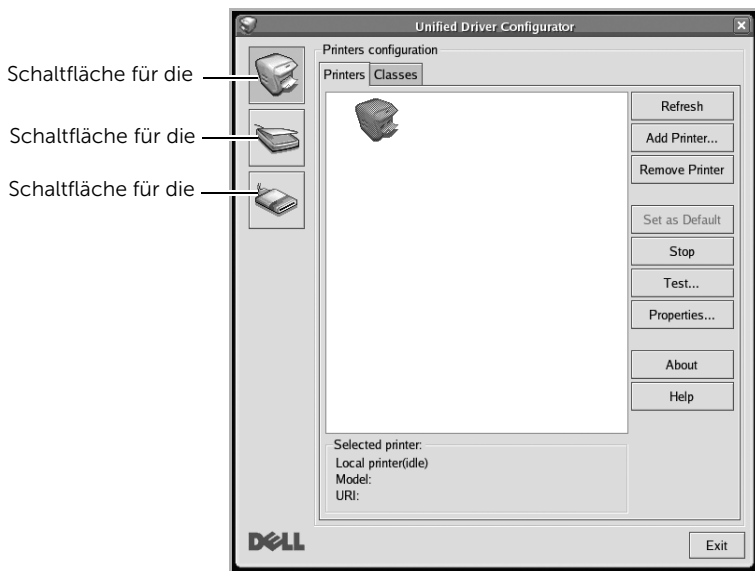 Unified Driver Configurator
Schaltfläche für die
Schaltfläche für die
Schaltfläche für die
Printers configuration
Printers Classes
Refresh
Add Printer...
Remove Printer
Set as Default
Stop
Test...
Properties...
About
Help
Selected printer:
Local printer(idle)
Model:
URI:
DELL
Exit